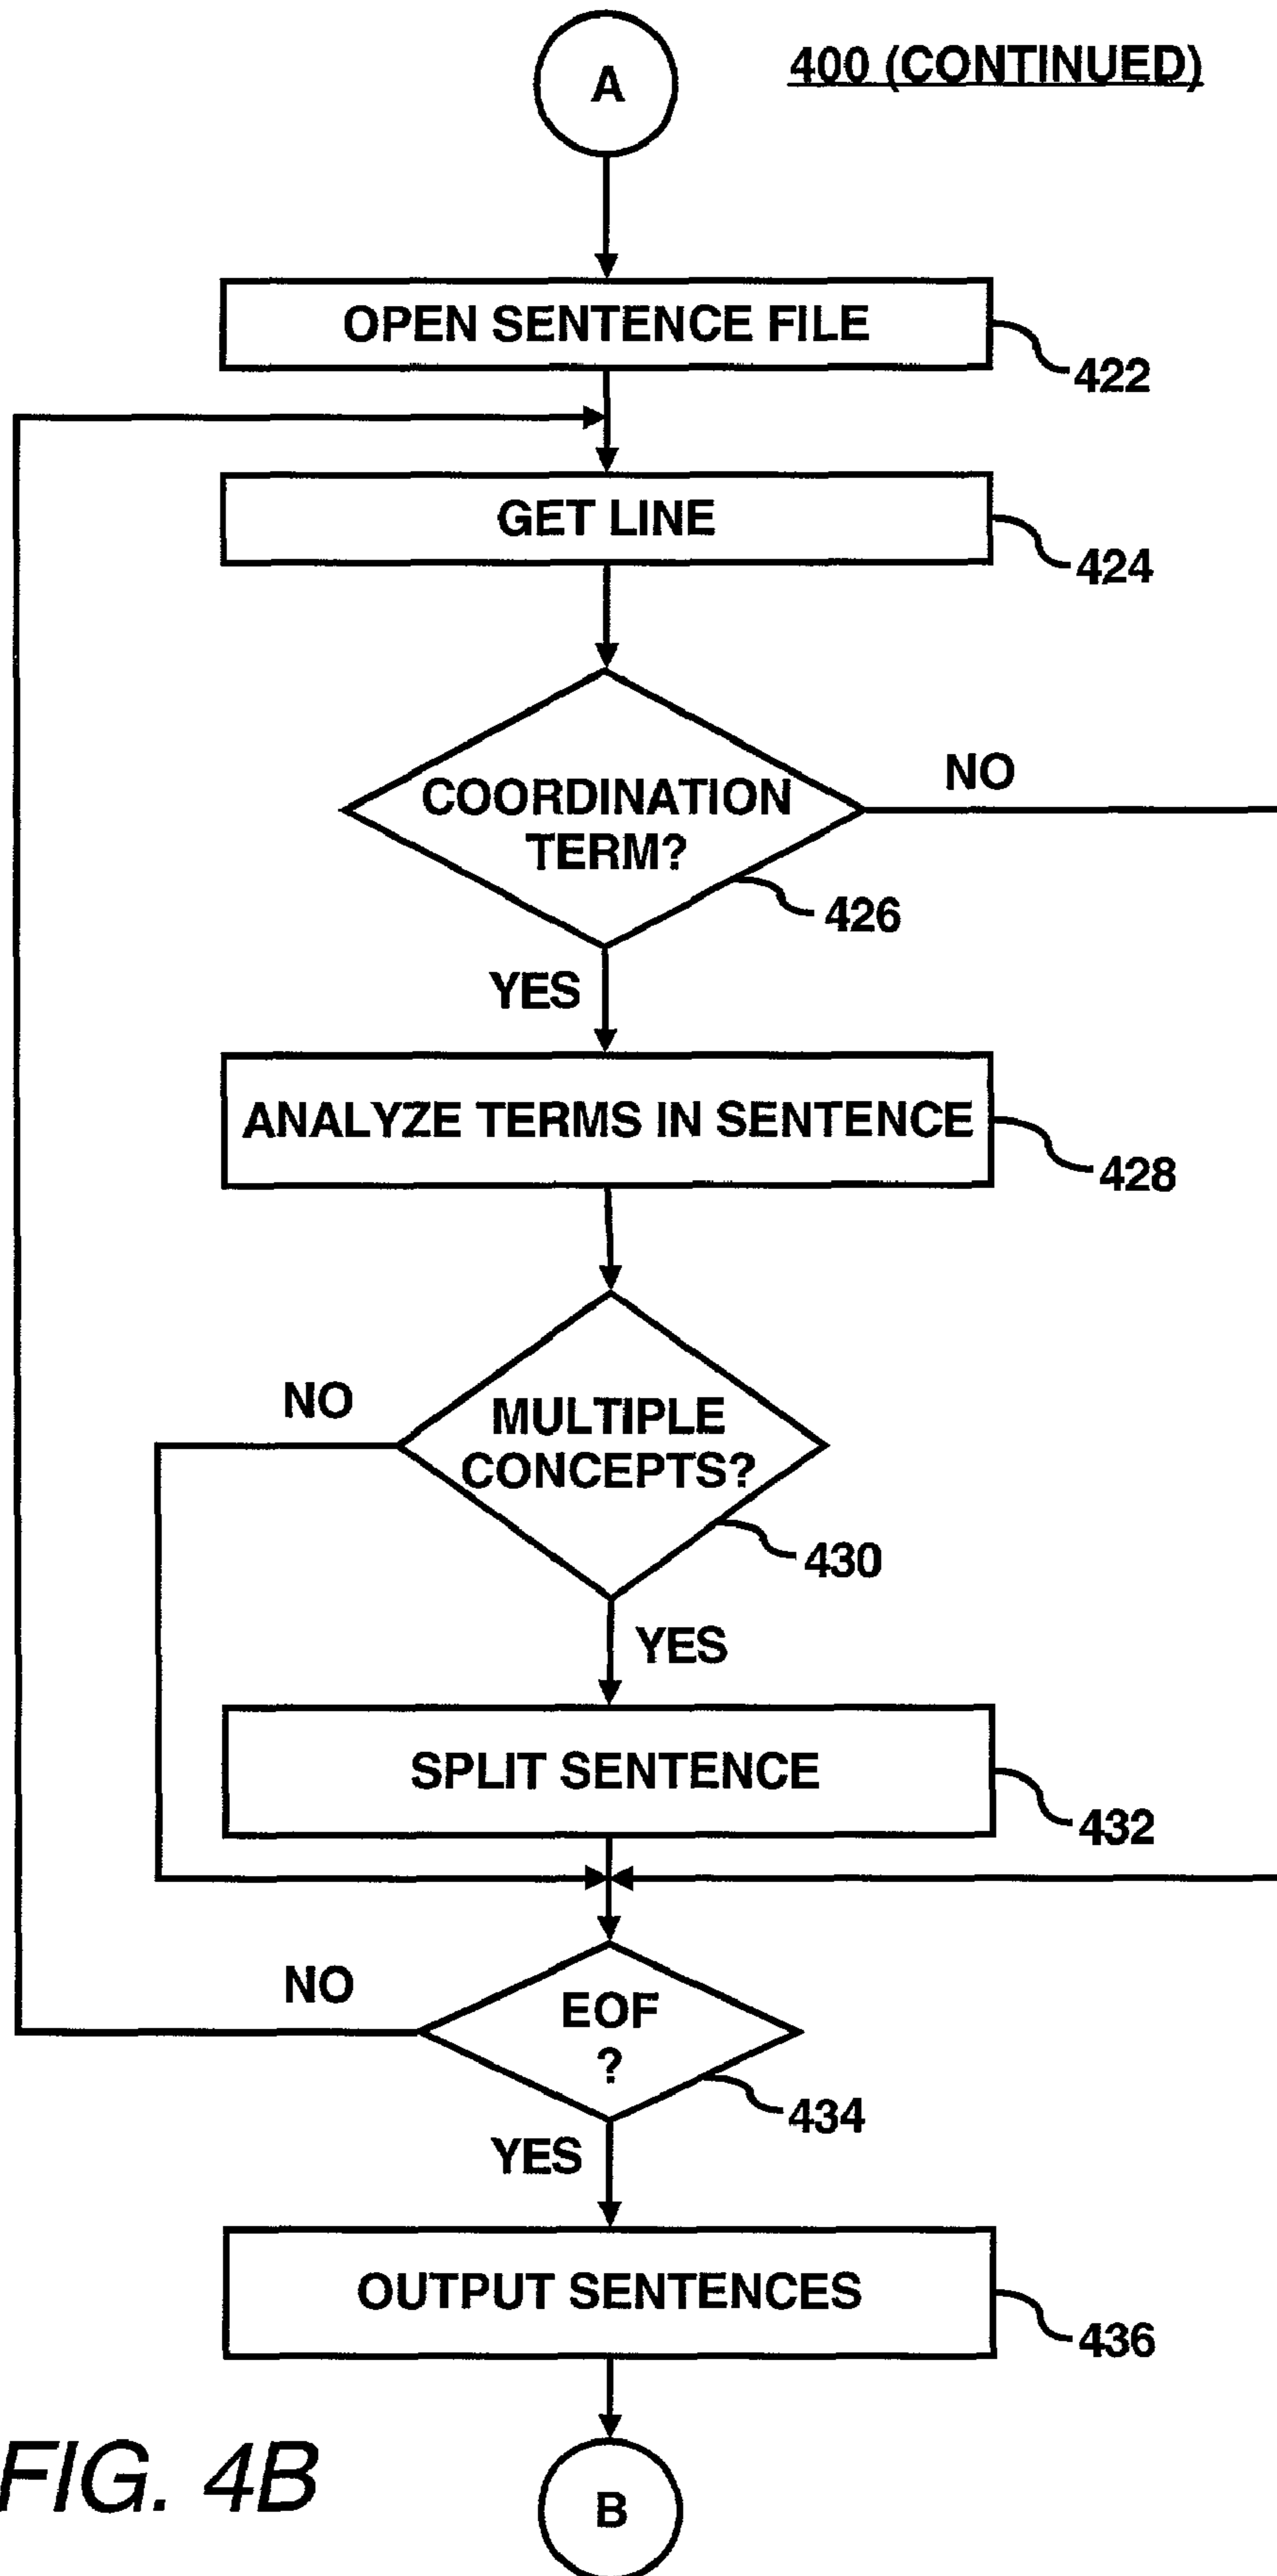 A
400 (CONTINUED)
OPEN SENTENCE FILE
422
GET LINE
424
COORDINATION
TERM?
NO
426
YES
ANALYZE TERMS IN SENTENCE
428
NO
MULTIPLE
CONCEPTS?
430
YES
SPLIT SENTENCE
432
NO
EOF
?
434
YES
OUTPUT SENTENCES
436
FIG. 4B
B